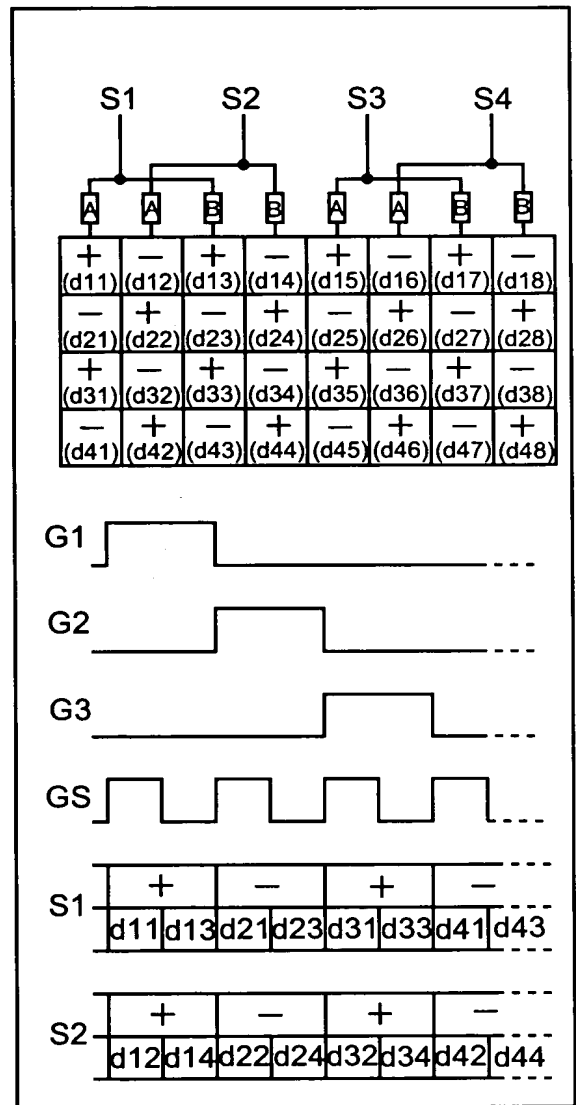 S1 S2 S3 S4
A A B B A A B B
+ − + − + − + −
(d11) (d12) (d13) (d14) (d15) (d16) (d17) (d18)
− + − + − + − +
(d21) (d22) (d23) (d24) (d25) (d26) (d27) (d28)
+ − + − + − + −
(d31) (d32) (d33) (d34) (d35) (d36) (d37) (d38)
− + − + − + − +
(d41) (d42) (d43) (d44) (d45) (d46) (d47) (d48)
G1
G2
G3
GS
+ − + −
S1
d11 d13 d21 d23 d31 d33 d41 d43
+ − + −
S2
d12 d14 d22 d24 d32 d34 d42 d44